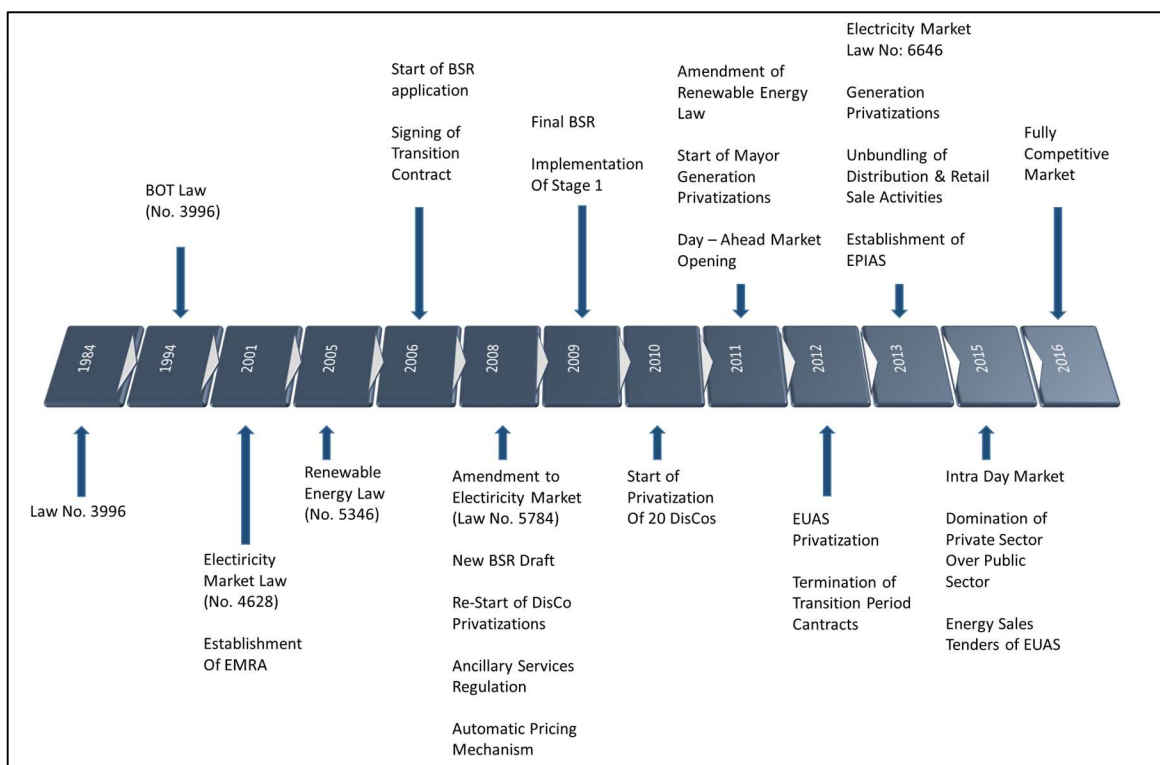 Electricity Market
Law No: 6646
Generation
Privatizations
Unbundling of
Distribution & Retail
Sale Activities
Establishment of
EPIAS
Start of BSR
application
Signing of
Transition
Contract
Amendment of
Renewable Energy
Law
Start of Mayor
Generation
Privatizations
Day – Ahead Market
Opening
Final BSR
Implementation
Of Stage 1
Fully
Competitive
Market
BOT Law
(No. 3996)
1984
1994
2001
2005
2006
2008
2009
2010
2011
2012
2013
2015
2016
Law No. 3996
Electiricity
Market Law
(No. 4628)
Establishment
Of EMRA
Renewable
Energy Law
(No. 5346)
Amendment to
Electiricity Market
(Law No. 5784)
New BSR Draft
Re-Start of DisCo
Privatizations
Ancillary Services
Regulation
Automatic Pricing
Mechanism
Start of
Privatization
Of 20 DisCos
EUAS
Privatization
Termination of
Transition Period
Cantracts
Intra Day Market
Domination of
Private Sector
Over Public
Sector
Energy Sales
Tenders of EUAS